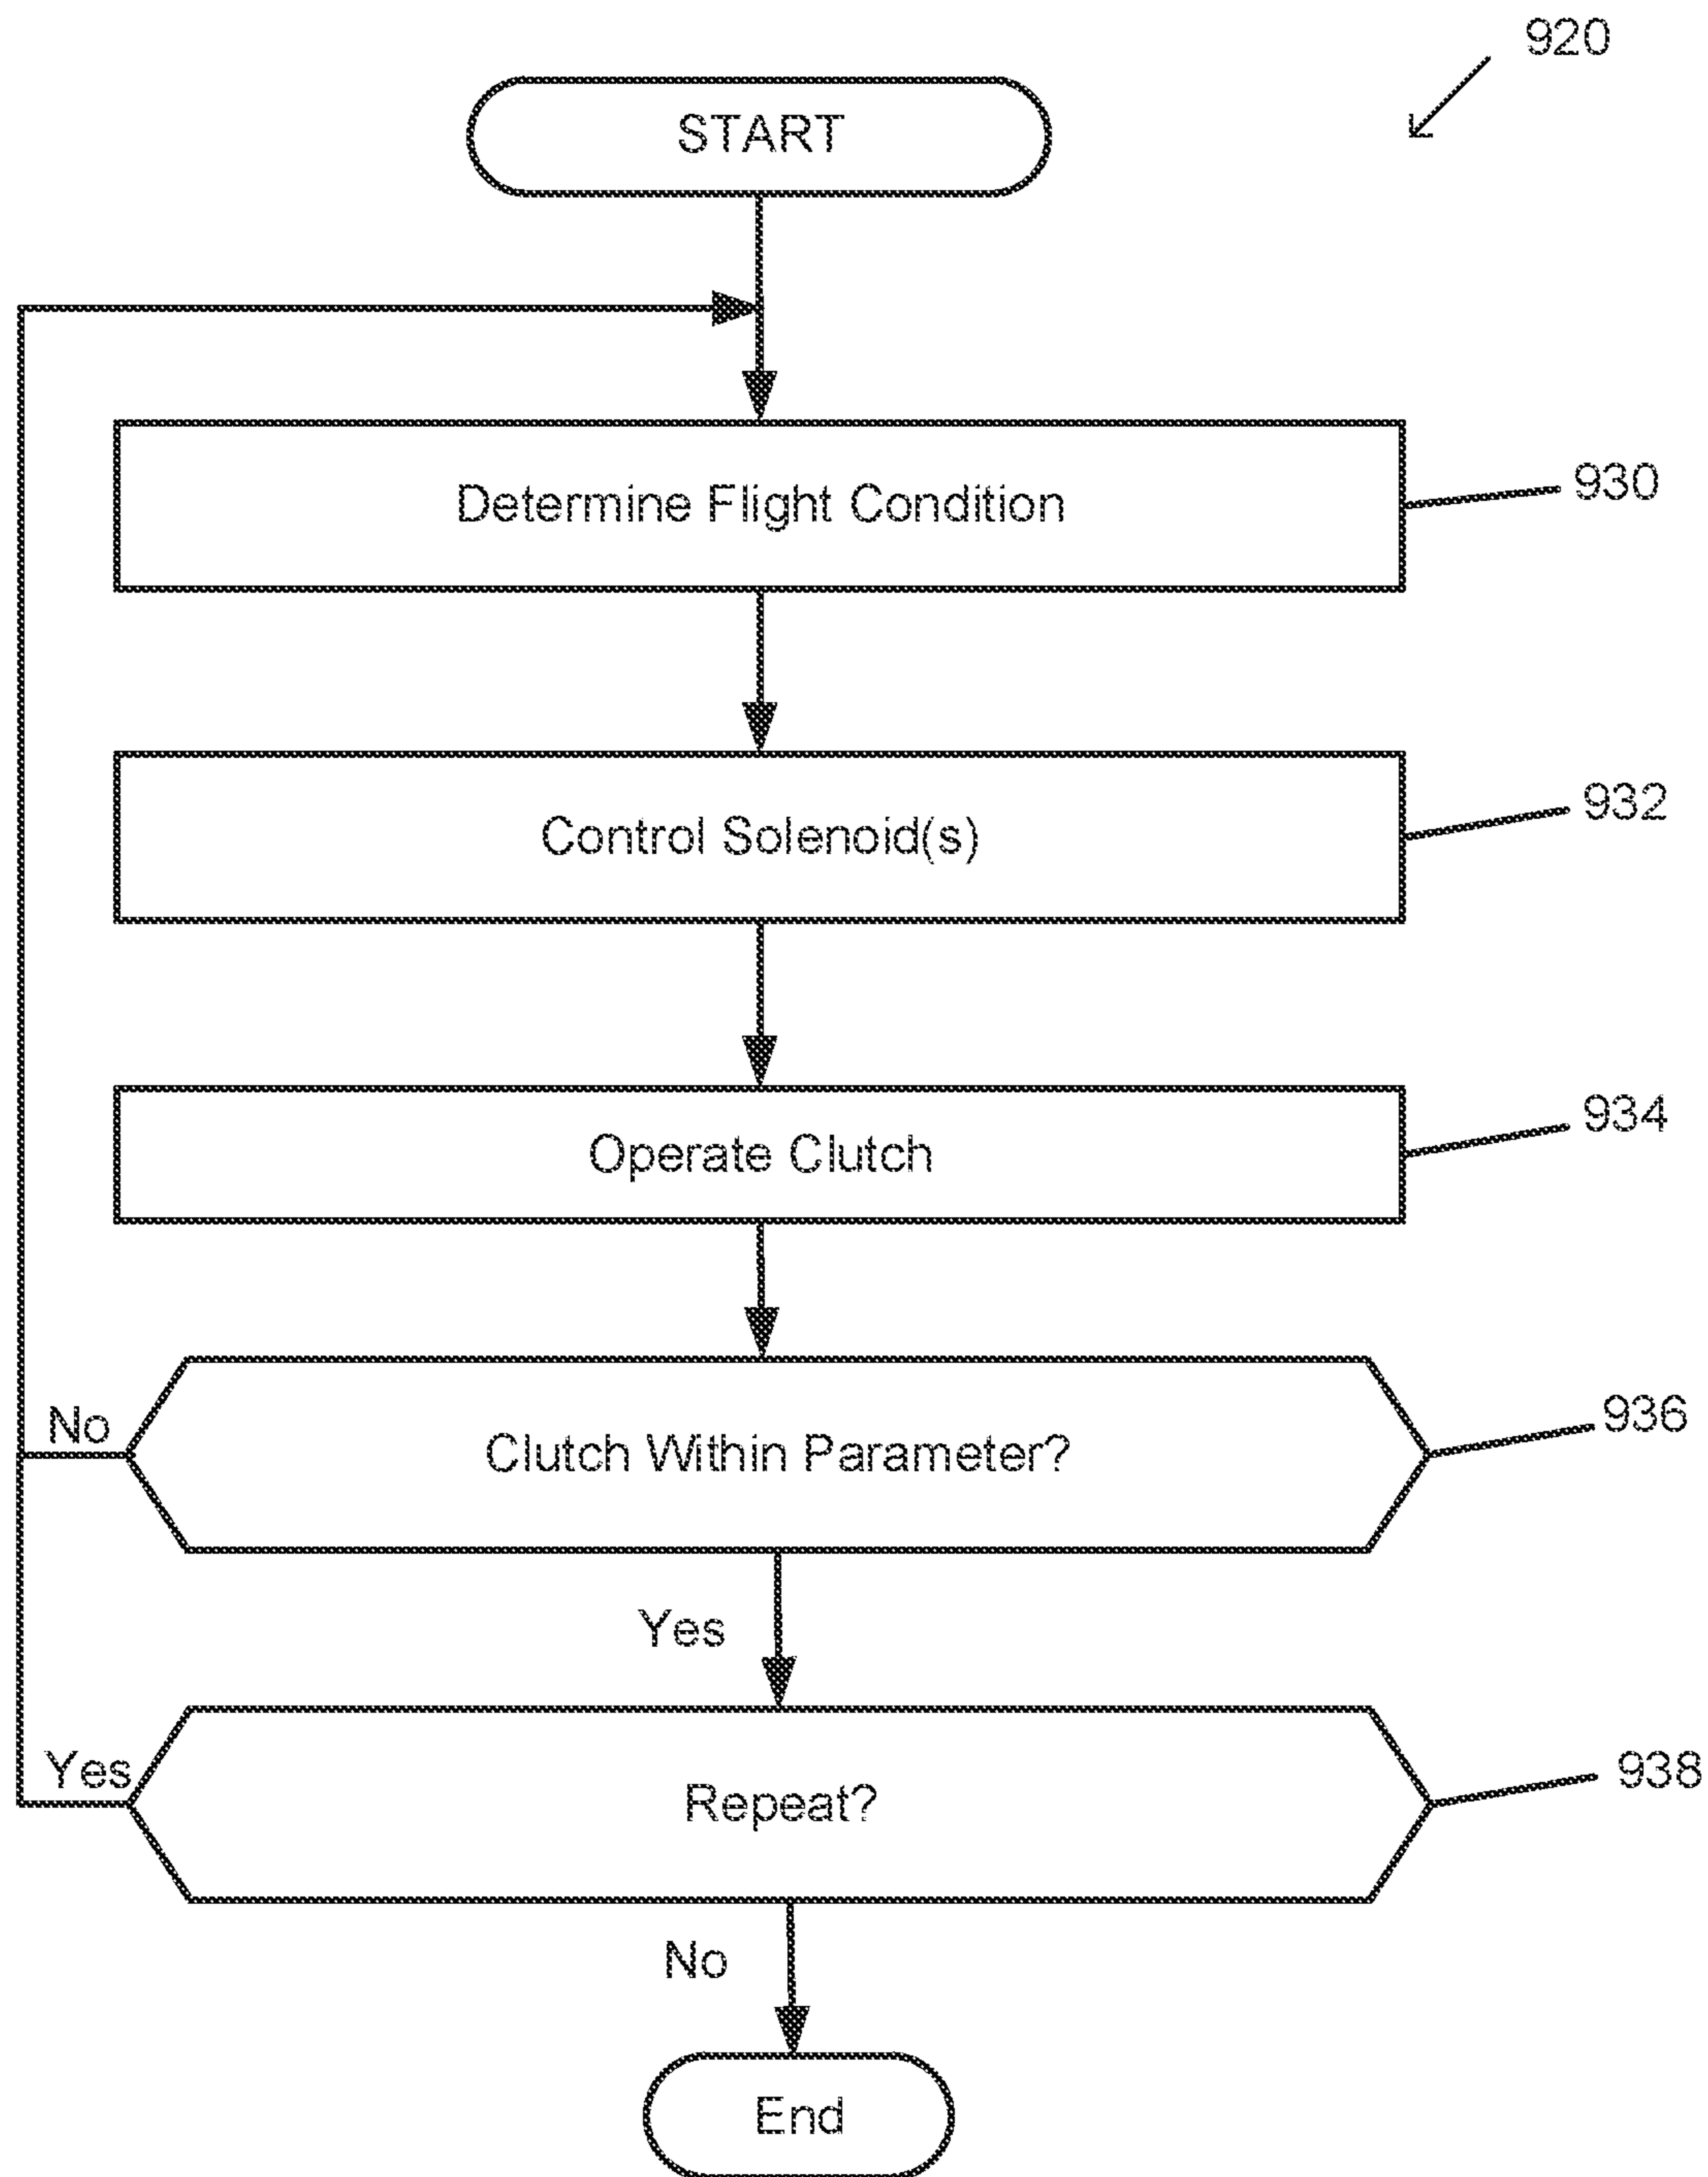 920
START
Determine Flight Condition
930
Control Solenoid(s)
932
Operate Clutch
934
No
Clutch Within Parameter?
936
Yes
Yes
Repeat?
938
No
End